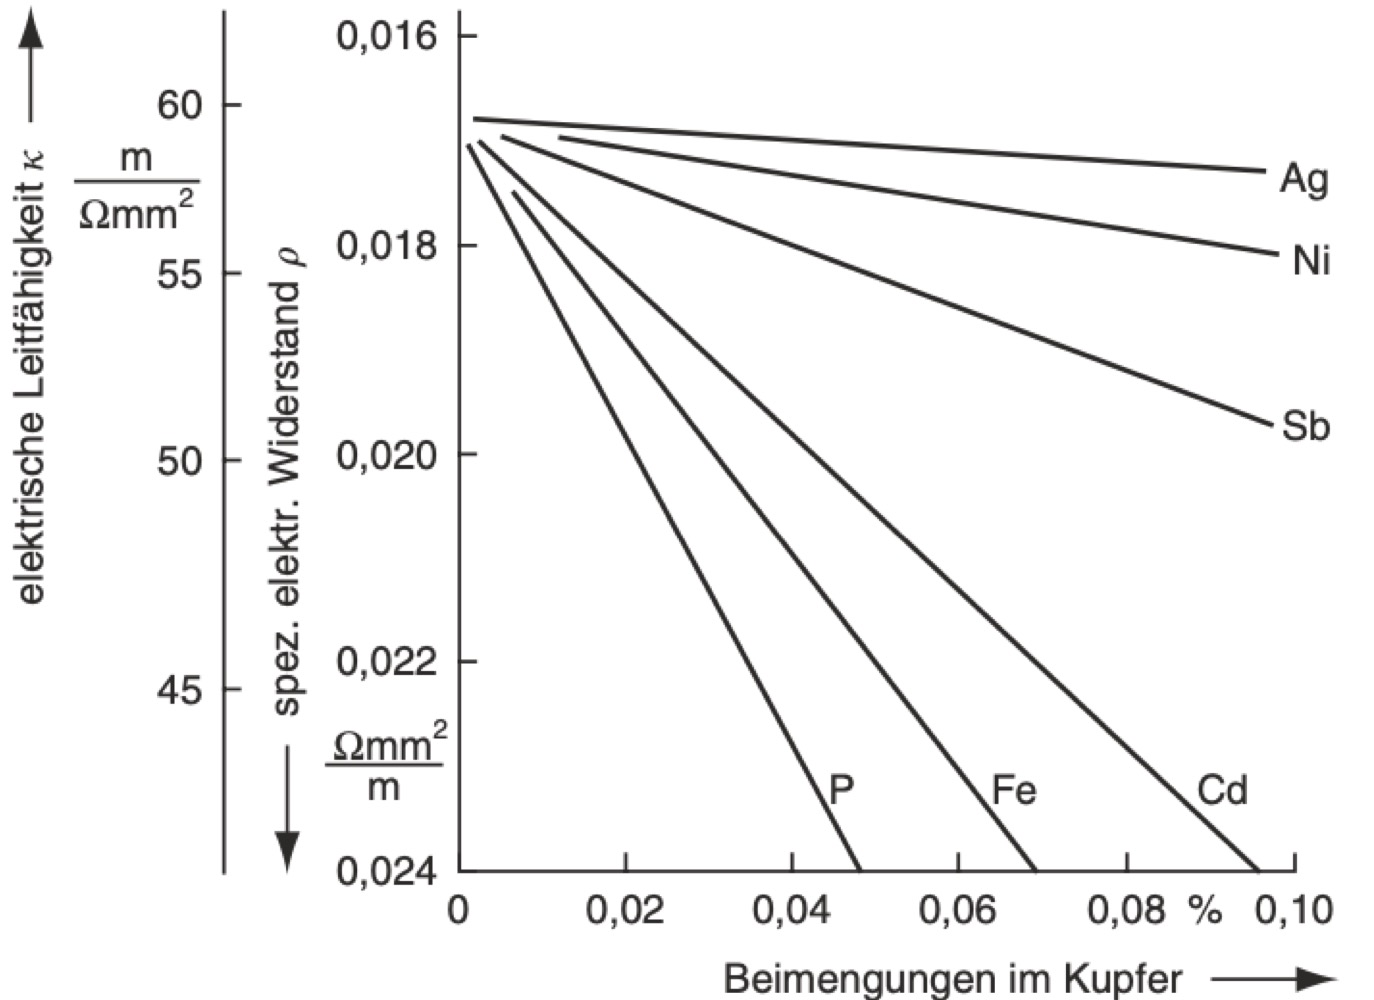 elektrische Leitfähigkeit κ
m
Ωmm²
60
55
50
45
spez. elektr. Widerstand ρ
Ωmm²
m
0,016
0,018
0,020
0,022
0,024
Ag
Ni
Sb
P
Fe
Cd
0 0,02 0,04 0,06 0,08 % 0,10
Beimengungen im Kupfer